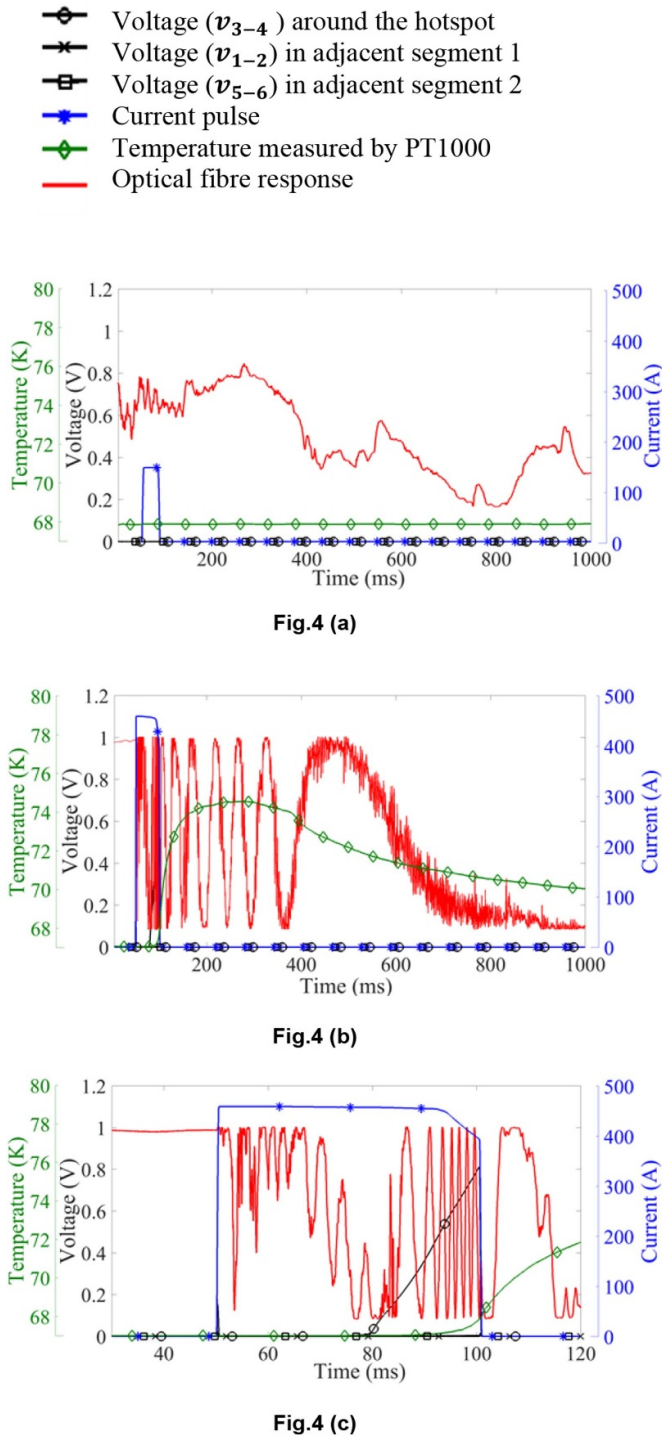 Voltage (v3−4 ) around the hotspot
Voltage (v1−2) in adjacent segment 1
Voltage (v5−6) in adjacent segment 2
Current pulse
Temperature measured by PT1000
Optical fibre response
80
78
76
74
72
70
68
Temperature (K)
1.2
1
0.8
0.6
0.4
0.2
0
Voltage (V)
500
400
300
200
100
0
Current (A)
200 400 600 800 1000
Time (ms)
Fig.4 (a)
80
78
76
74
72
70
68
Temperature (K)
1.2
1
0.8
0.6
0.4
0.2
0
Voltage (V)
500
400
300
200
100
0
Current (A)
200 400 600 800 1000
Time (ms)
Fig.4 (b)
80
78
76
74
72
70
68
Temperature (K)
1.2
1
0.8
0.6
0.4
0.2
0
Voltage (V)
500
400
300
200
100
0
Current (A)
40 60 80 100 120
Time (ms)
Fig.4 (c)